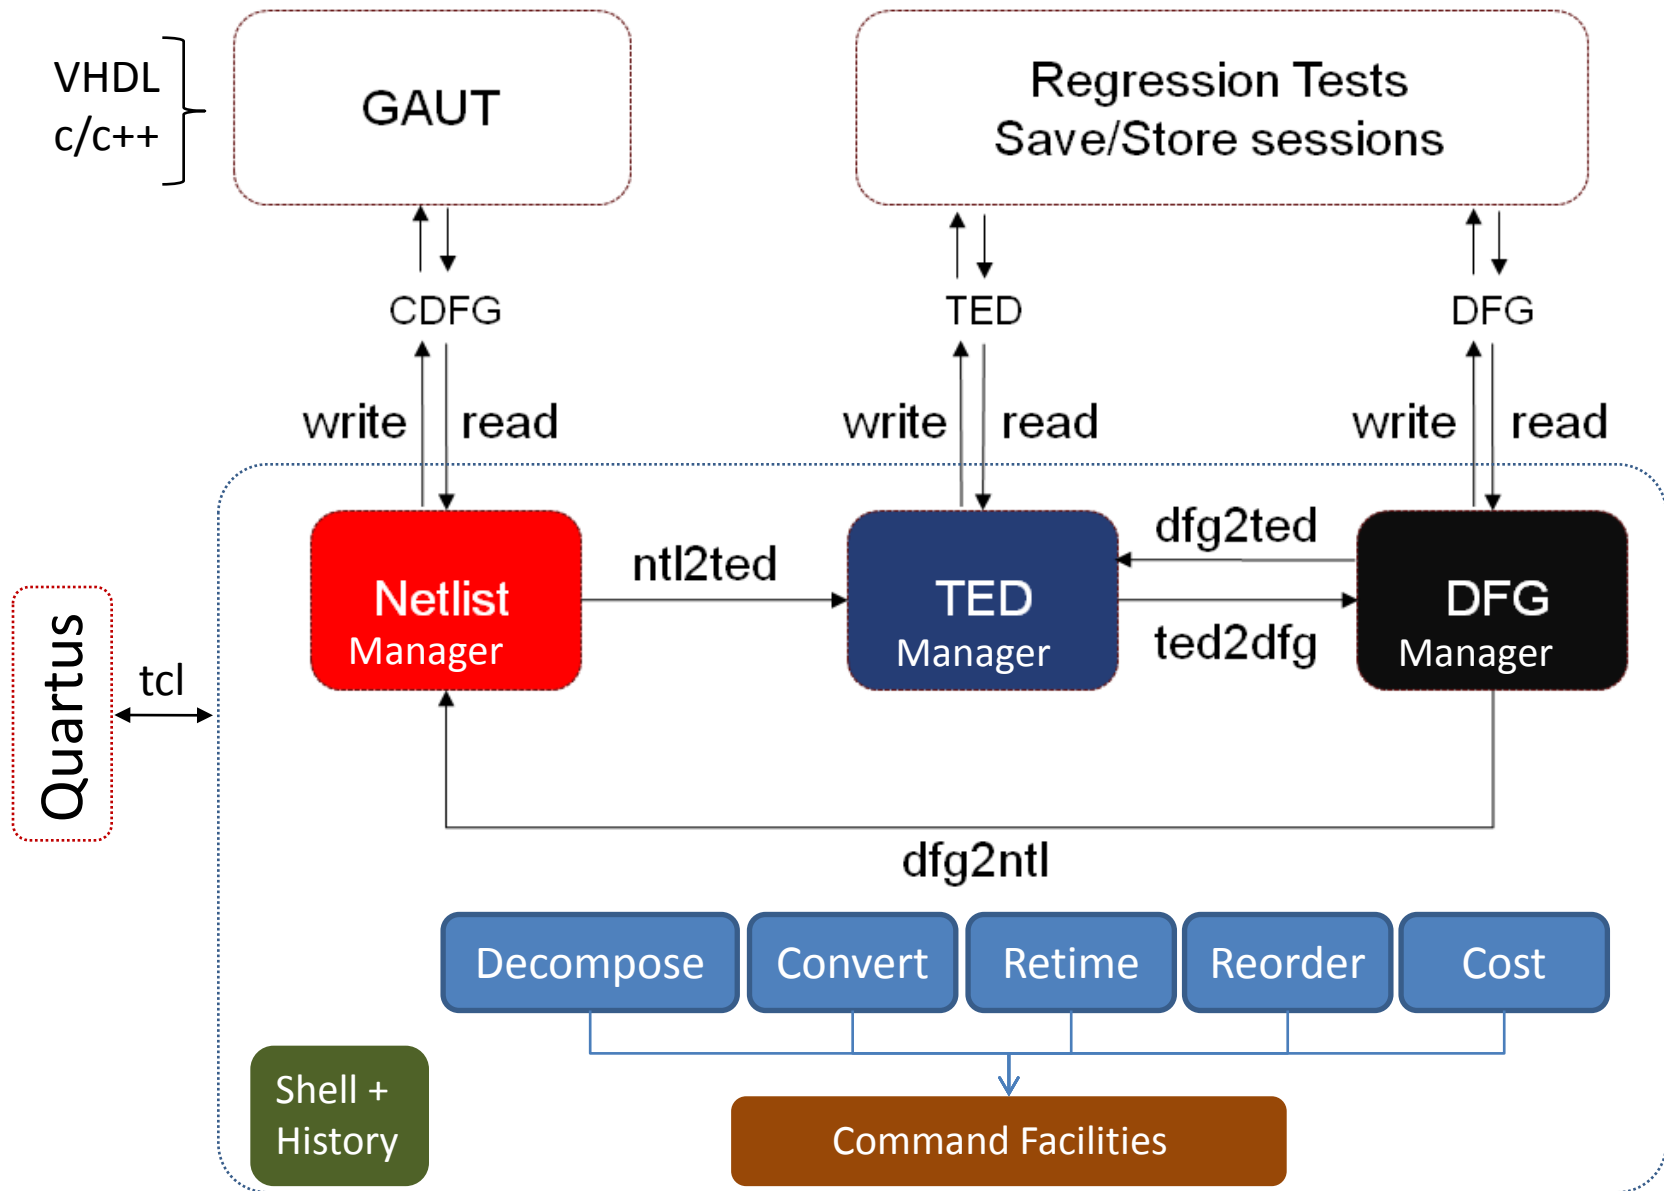 VHDL
c/c++
GAUT
Regression Tests
Save/Store sessions
CDFG
TED
DFG
write
read
write
read
write
read
Netlist
Manager
ntl2ted
TED
Manager
dfg2ted
ted2dfg
DFG
Manager
Quartus
tcl
dfg2ntl
Decompose
Convert
Retime
Reorder
Cost
Shell +
History
Command Facilities